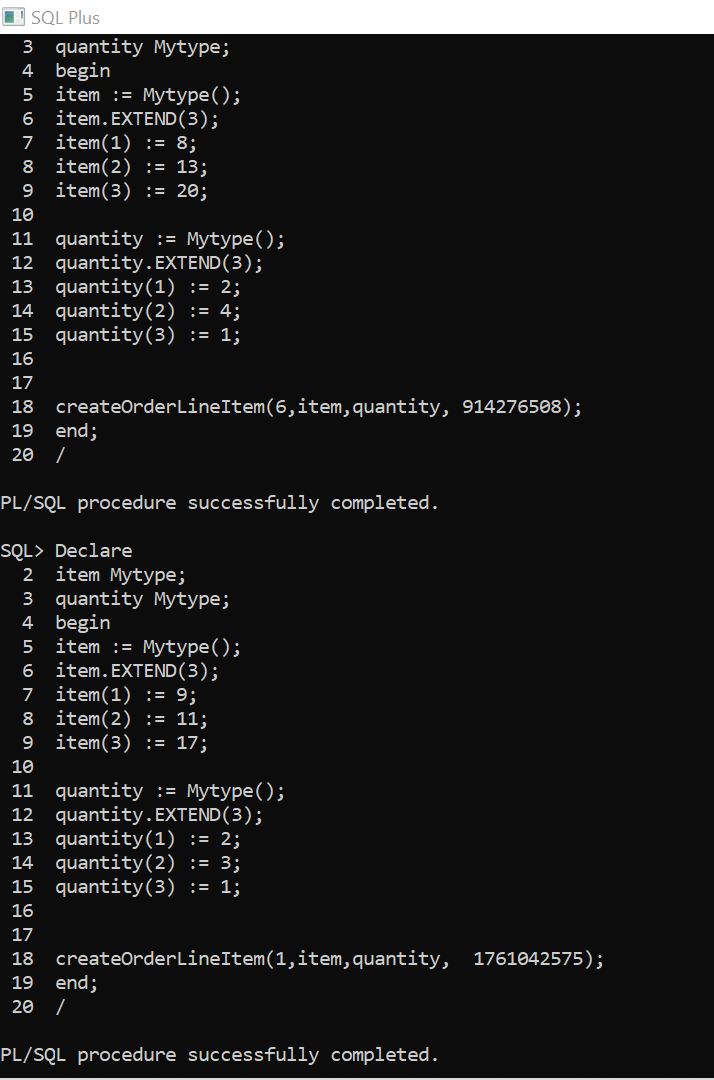 SQL Plus
3 quantity Mytype;
4 begin
5 item := Mytype();
6 item.EXTEND(3);
7 item(1) := 8;
8 item(2) := 13;
9 item(3) := 20;
10
11 quantity := Mytype();
12 quantity.EXTEND(3);
13 quantity(1) := 2;
14 quantity(2) := 4;
15 quantity(3) := 1;
16
17
18 createOrderLineItem(6,item,quantity, 914276508);
19 end;
20 /
PL/SQL procedure successfully completed.
SQL> Declare
2 item Mytype;
3 quantity Mytype;
4 begin
5 item := Mytype();
6 item.EXTEND(3);
7 item(1) := 9;
8 item(2) := 11;
9 item(3) := 17;
10
11 quantity := Mytype();
12 quantity.EXTEND(3);
13 quantity(1) := 2;
14 quantity(2) := 3;
15 quantity(3) := 1;
16
17
18 createOrderLineItem(1,item,quantity,  1761042575);
19 end;
20 /
PL/SQL procedure successfully completed.